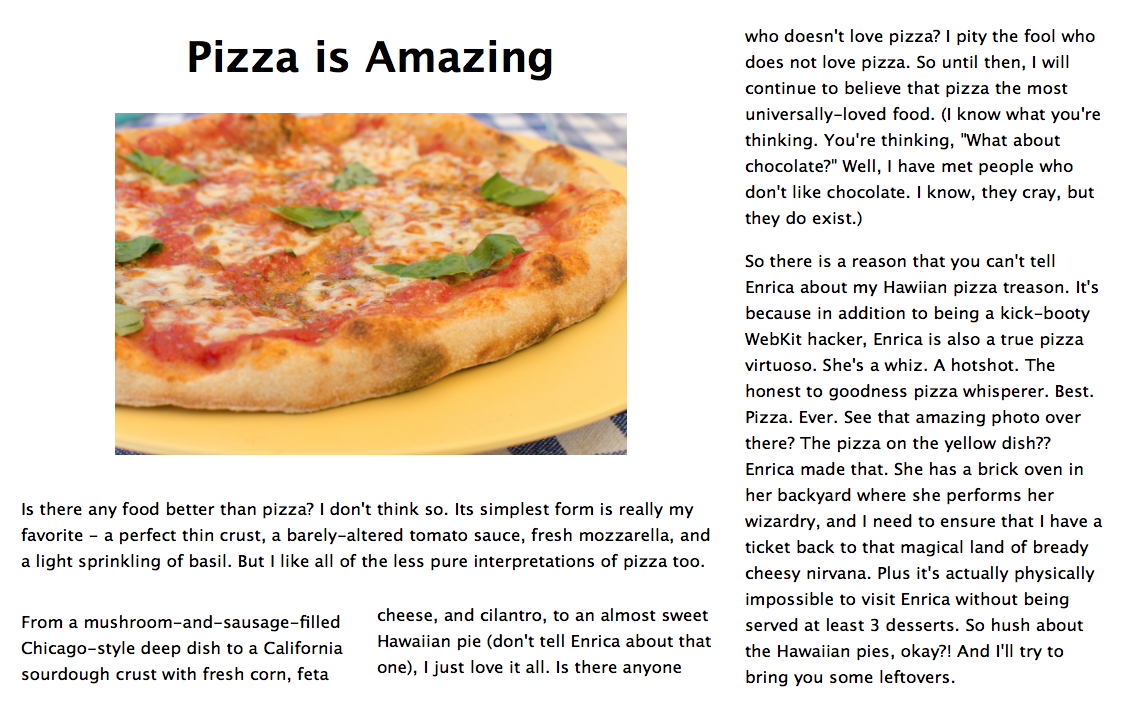 Pizza is Amazing
Is there any food better than pizza? I don't think so. Its simplest form is really my
favorite - a perfect thin crust, a barely-altered tomato sauce, fresh mozzarella, and
a light sprinkling of basil. But I like all of the less pure interpretations of pizza too.
From a mushroom-and-sausage-filled
Chicago-style deep dish to a California
sourdough crust with fresh corn, feta
cheese, and cilantro, to an almost sweet
Hawaiian pie (don't tell Enrica about that
one), I just love it all. Is there anyone
who doesn't love pizza? I pity the fool who
does not love pizza. So until then, I will
continue to believe that pizza the most
universally-loved food. (I know what you're
thinking. You're thinking, "What about
chocolate?" Well, I have met people who
don't like chocolate. I know, they cray, but
they do exist.)
So there is a reason that you can't tell
Enrica about my Hawiian pizza treason. It's
because in addition to being a kick-booty
WebKit hacker, Enrica is also a true pizza
virtuoso. She's a whiz. A hotshot. The
honest to goodness pizza whisperer. Best.
Pizza. Ever. See that amazing photo over
there? The pizza on the yellow dish??
Enrica made that. She has a brick oven in
her backyard where she performs her
wizardry, and I need to ensure that I have a
ticket back to that magical land of bready
cheesy nirvana. Plus it's actually physically
impossible to visit Enrica without being
served at least 3 desserts. So hush about
the Hawaiian pies, okay?! And I'll try to
bring you some leftovers.